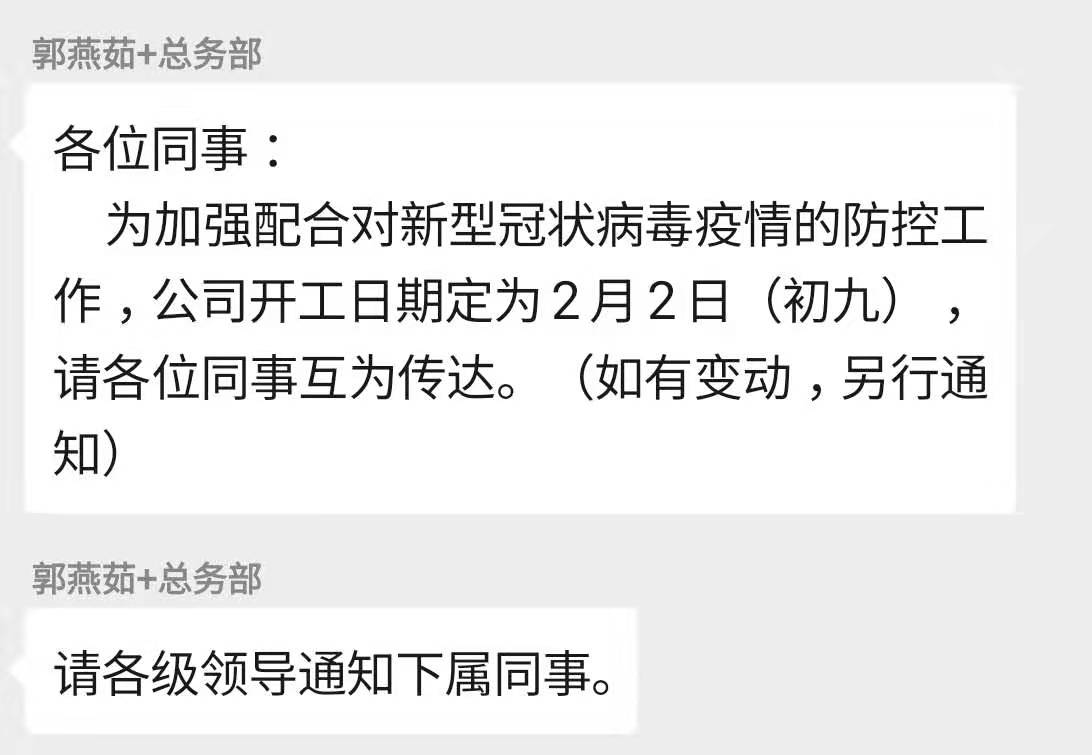 郭燕茹+总务部
各位同事：
为加强配合对新型冠状病毒疫情的防控工
作，公司开工日期定为2月2日（初九），
请各位同事互为传达。（如有变动，另行通
知）
郭燕茹+总务部
请各级领导通知下属同事。